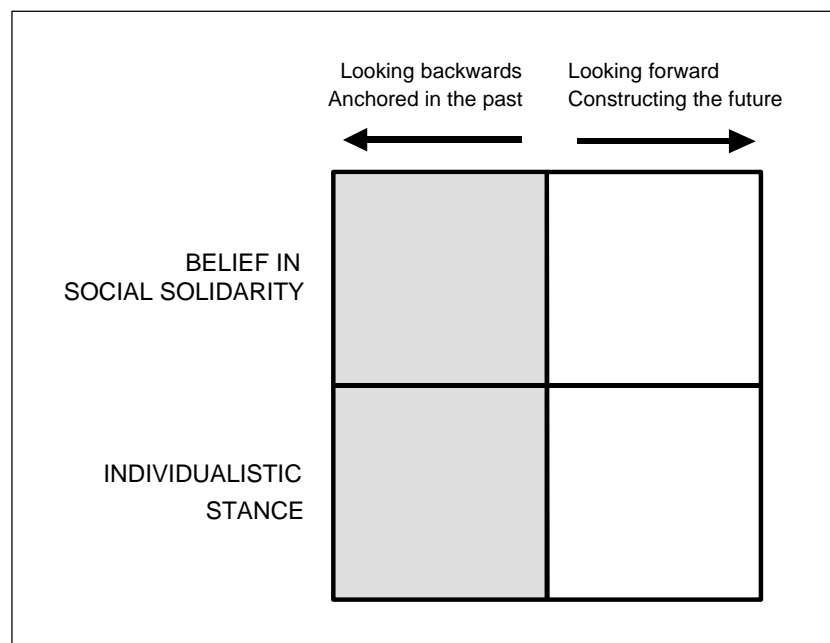 Looking backwards
Anchored in the past
Looking forward
Constructing the future
BELIEF IN
SOCIAL SOLIDARITY
INDIVIDUALISTIC
STANCE